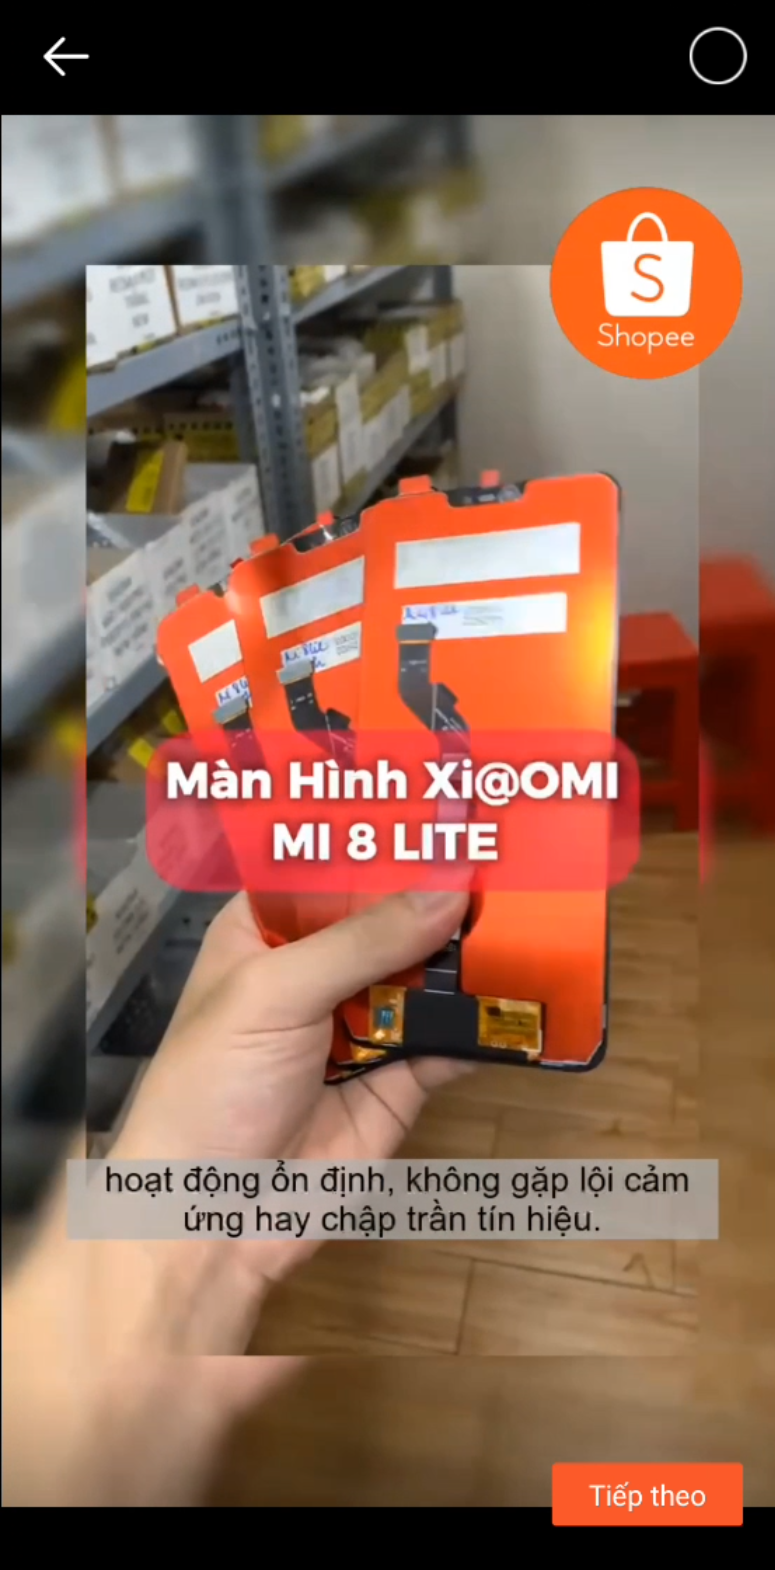 Shopee
Màn Hình Xi@OMI
MI 8 LITE
hoạt động ổn định, không gặp lội cảm
ứng hay chập trần tín hiệu.
Tiếp theo